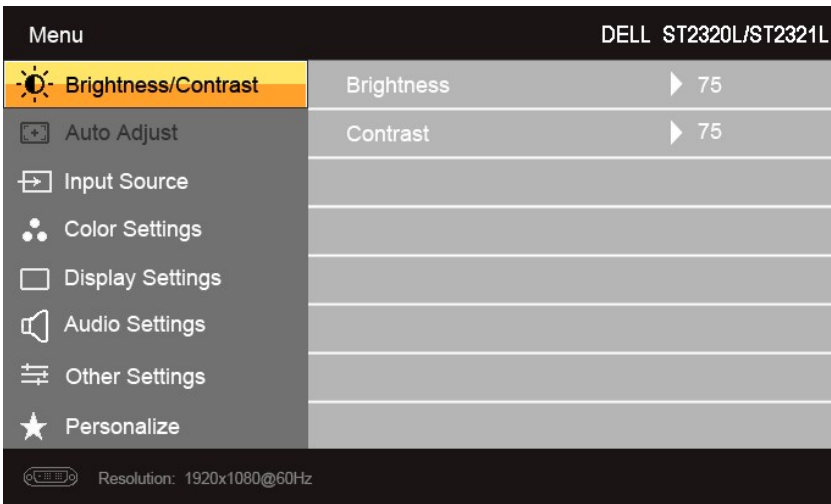 Menu DELL ST2320L/ST2321L
Brightness/Contrast Brightness 75
Auto Adjust Contrast 75
Input Source
Color Settings
Display Settings
Audio Settings
Other Settings
Personalize
Resolution: 1920x1080@60Hz